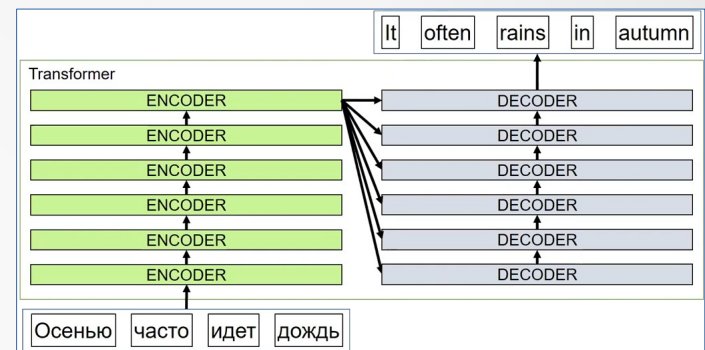 It often rains in autumn
Transformer
ENCODER DECODER
ENCODER DECODER
ENCODER DECODER
ENCODER DECODER
ENCODER DECODER
ENCODER DECODER
Осенью часто идет дождь